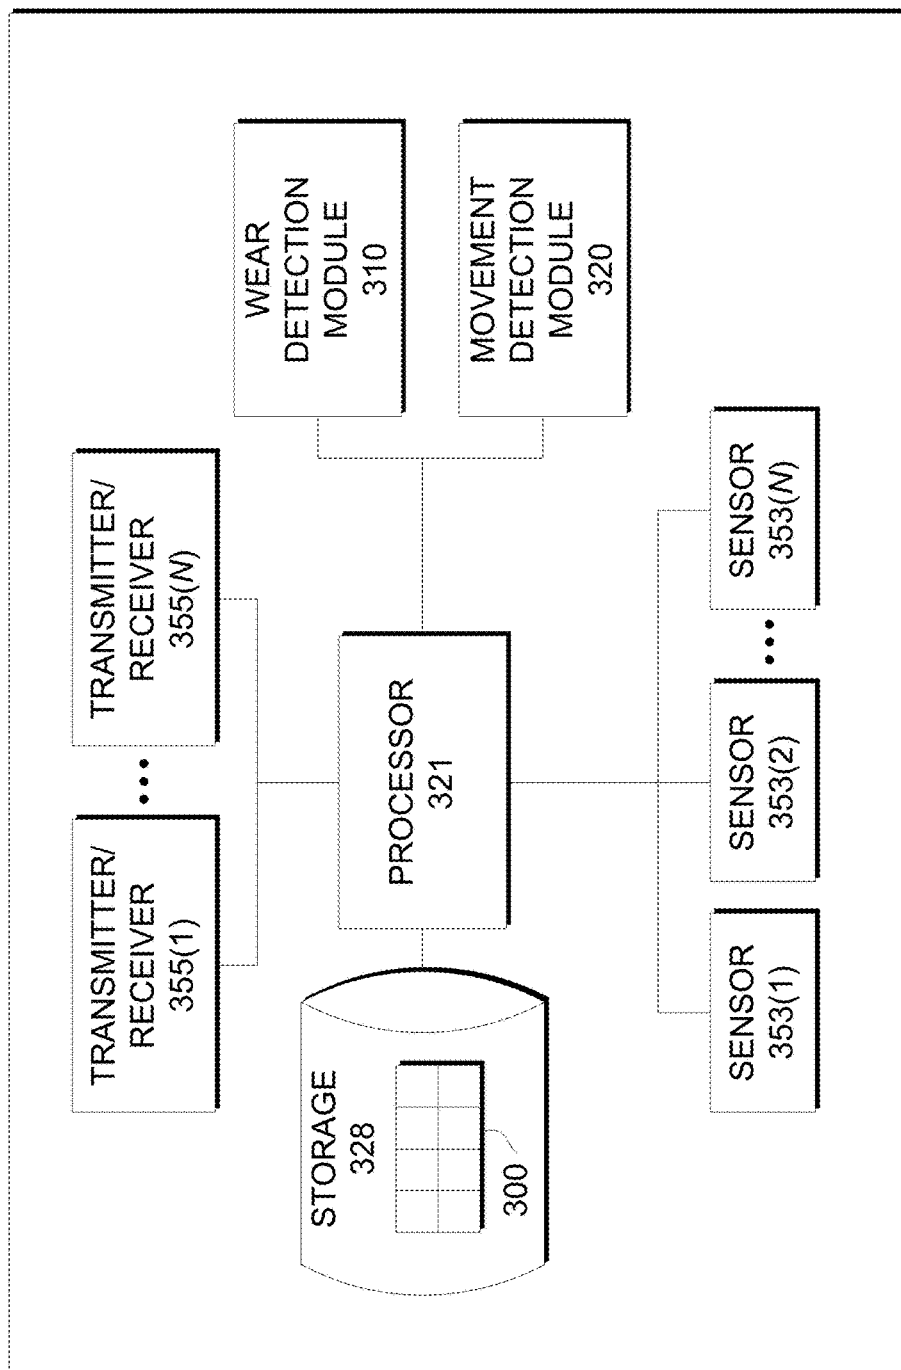 TRANSMITTER/
RECEIVER
355(1)
TRANSMITTER/
RECEIVER
355(N)
WEAR
DETECTION
MODULE
310
STORAGE
328
300
PROCESSOR
321
MOVEMENT
DETECTION
MODULE
320
SENSOR
353(1)
SENSOR
353(2)
SENSOR
353(N)